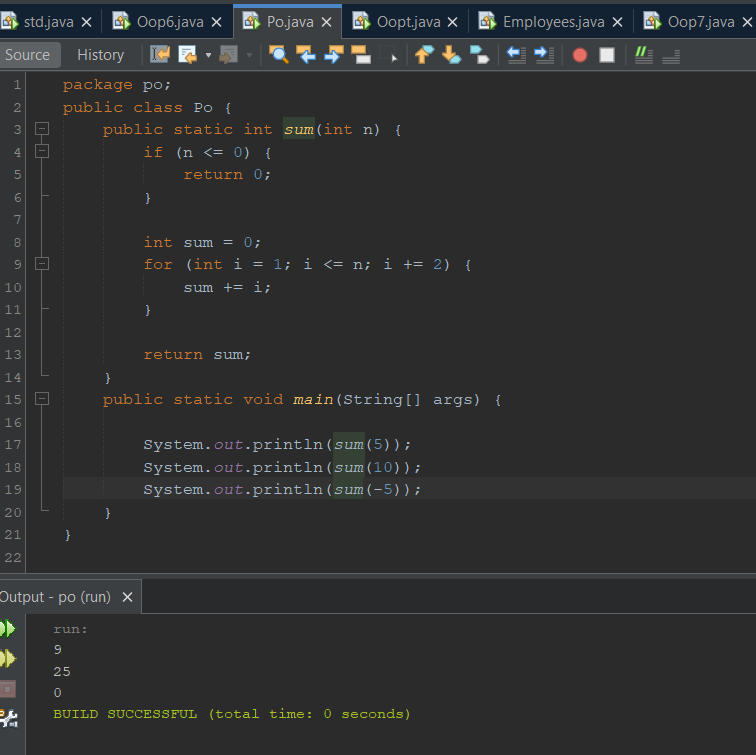 std.java × Oop6.java × Po.java × Oopt.java × Employees.java × Oop7.java ×
Source History
1 package po;
2 public class Po {
3 public static int sum(int n) {
4 if (n <= 0) {
5 return 0;
6 }
7
8 int sum = 0;
9 for (int i = 1; i <= n; i += 2) {
10 sum += i;
11 }
12
13 return sum;
14 }
15 public static void main(String[] args) {
16
17 System.out.println(sum(5));
18 System.out.println(sum(10));
19 System.out.println(sum(-5));
20 }
21 }
22
Output - po (run) ×
run:
9
25
0
BUILD SUCCESSFUL (total time: 0 seconds)